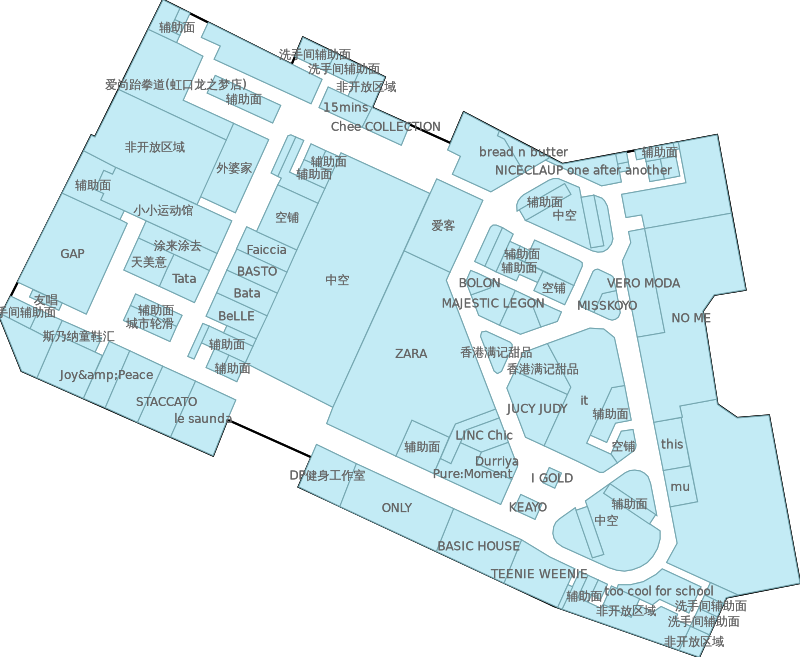 辅助面
洗手间辅助面
洗手间辅助面
爱尚跆拳道(虹口龙之梦店)
非开放区域
辅助面
15mins
Chee COLLECTION
非开放区域
bread n butter
辅助面
辅助面
外婆家
NICECLAUP one after another
辅助面
辅助面
小小运动馆
空铺
爱客
辅助面
中空
涂来涂去
Faiccia
GAP
天美意
BASTO
中空
辅助面
辅助面
Tata
BOLON
空铺
VERO MODA
Bata
友唱
MAJESTIC LEGON
MISSKOYO
手间辅助面
辅助面
城市轮滑
BeLLE
NO ME
斯乃纳童鞋汇
辅助面
ZARA
香港满记甜品
辅助面
香港满记甜品
Joy&amp;Peace
STACCATO
it
le saunda
JUCY JUDY
辅助面
LINC Chic
辅助面
空铺
this
Durriya
DP健身工作室
Pure:Moment
I GOLD
mu
ONLY
KEAYO
辅助面
中空
BASIC HOUSE
TEENIE WEENIE
too cool for school
辅助面
非开放区域
洗手间辅助面
洗手间辅助面
非开放区域